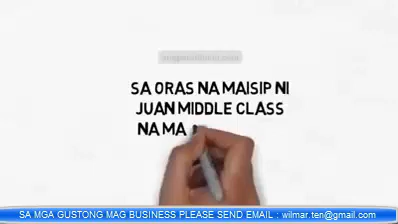 SA ORAS NA MAISIP NI
JUAN MIDDLE CLASS
NA MA
SA MGA GUSTONG MAG BUSINESS PLEASE SEND EMAIL : wilmar.ten@gmail.com